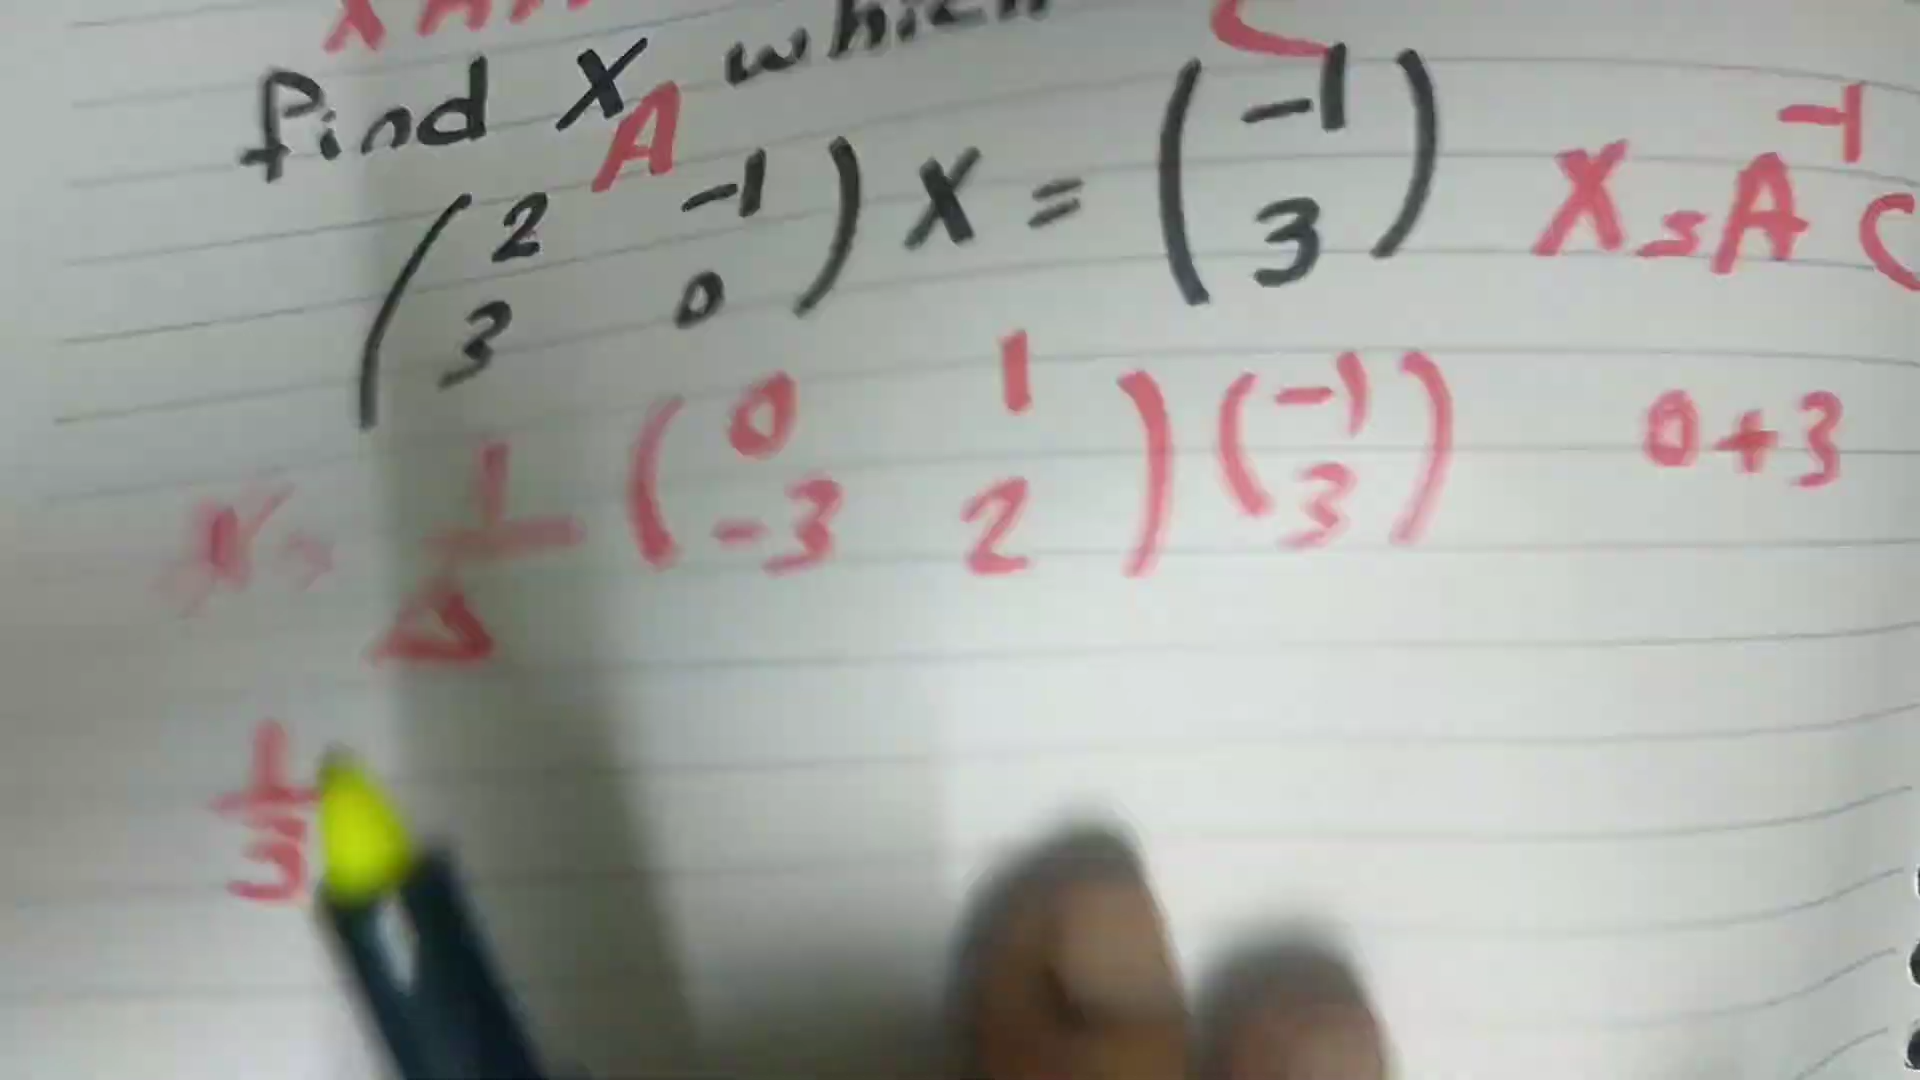 find X which
A C
( 2 -1 ) X = ( -1 ) X = A⁻¹ C
( 3 0 ) ( 3 )
X = 1/Δ ( 0 1 ) ( -1 ) 0 + 3
( -3 2 ) ( 3 )
1/3